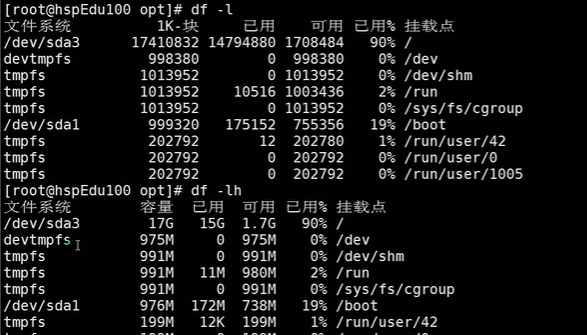 [root@hspEdu100 opt]# df -l
文件系统 1K-块 已用 可用 已用% 挂载点
/dev/sda3 17410832 14794880 1708484 90% /
devtmpfs 998380 0 998380 0% /dev
tmpfs 1013952 0 1013952 0% /dev/shm
tmpfs 1013952 10516 1003436 2% /run
tmpfs 1013952 0 1013952 0% /sys/fs/cgroup
/dev/sda1 999320 175152 755356 19% /boot
tmpfs 202792 12 202780 1% /run/user/42
tmpfs 202792 0 202792 0% /run/user/0
tmpfs 202792 0 202792 0% /run/user/1005
[root@hspEdu100 opt]# df -lh
文件系统 容量 已用 可用 已用% 挂载点
/dev/sda3 17G 15G 1.7G 90% /
devtmpfs 975M 0 975M 0% /dev
tmpfs 991M 0 991M 0% /dev/shm
tmpfs 991M 11M 980M 2% /run
tmpfs 991M 0 991M 0% /sys/fs/cgroup
/dev/sda1 976M 172M 738M 19% /boot
tmpfs 199M 12K 199M 1% /run/user/42